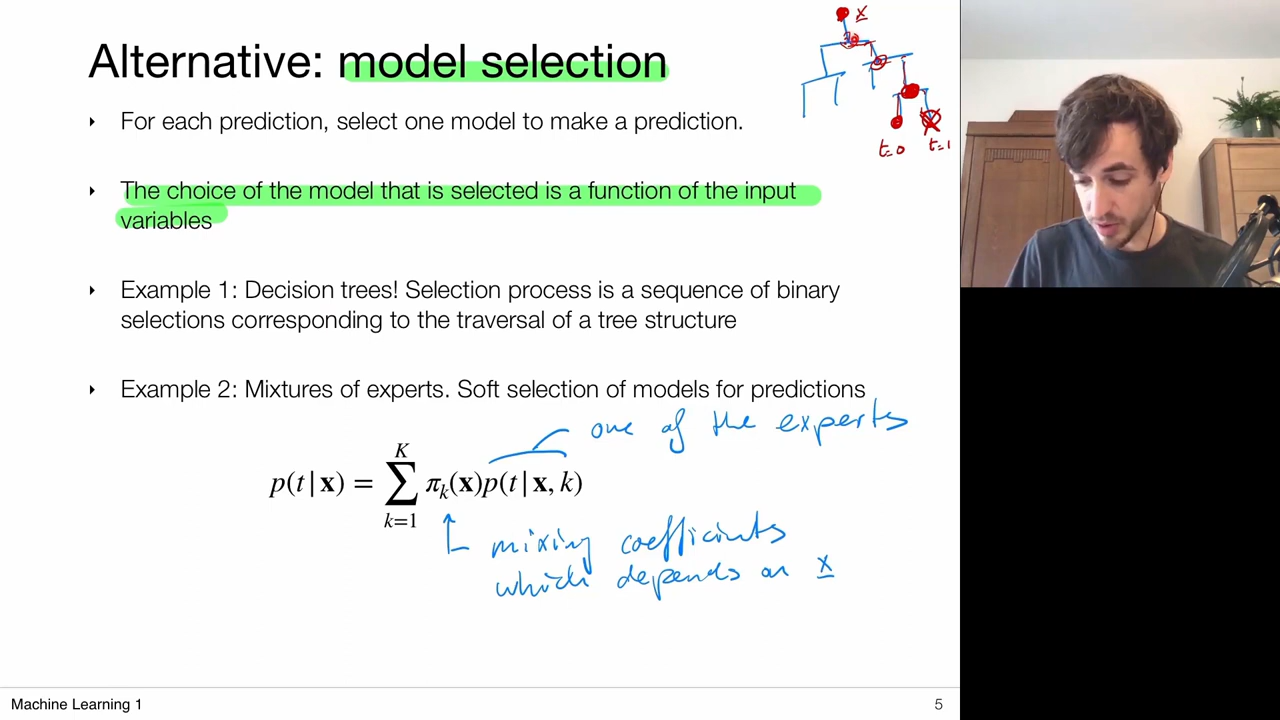 Alternative: model selection
x
t=0 t=1
‣ For each prediction, select one model to make a prediction.
‣ The choice of the model that is selected is a function of the input
variables
‣ Example 1: Decision trees! Selection process is a sequence of binary
selections corresponding to the traversal of a tree structure
‣ Example 2: Mixtures of experts. Soft selection of models for predictions
one of the experts
p(t|x) = ∑_{k=1}^{K} π_k(x)p(t|x, k)
mixing coefficients
which depends on x
Machine Learning 1
5